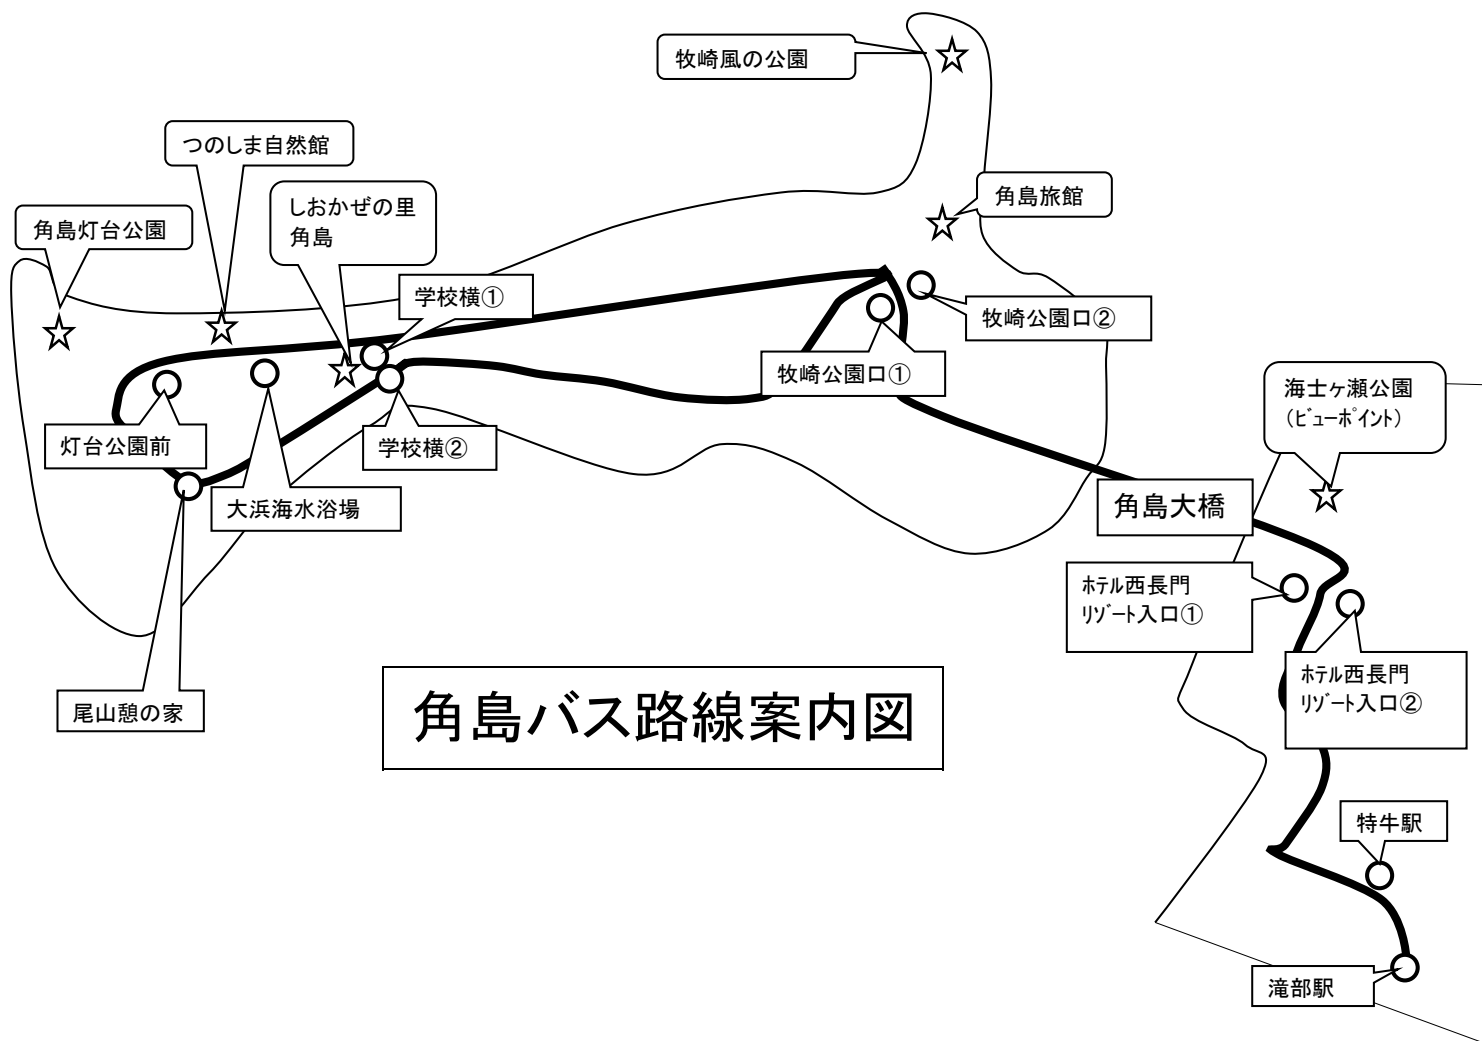 牧崎風の公園
つのしま自然館
しおかぜの里
角島
角島旅館
角島灯台公園
学校横①
牧崎公園口②
牧崎公園口①
海士ヶ瀬公園
(ﾋﾞｭｰﾎﾟｲﾝﾄ)
灯台公園前
学校横②
大浜海水浴場
角島大橋
ﾎﾃﾙ西長門
ﾘｿﾞｰﾄ入口①
ﾎﾃﾙ西長門
ﾘｿﾞｰﾄ入口②
尾山憩の家
角島バス路線案内図
特牛駅
滝部駅